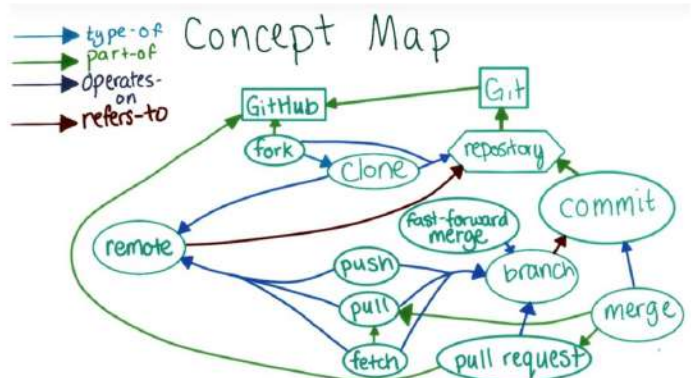 Concept Map
type-of
part-of
operates-
on
refers-to
GitHub
Git
fork
clone
repository
commit
fast-forward
merge
remote
push
branch
pull
merge
fetch
pull request